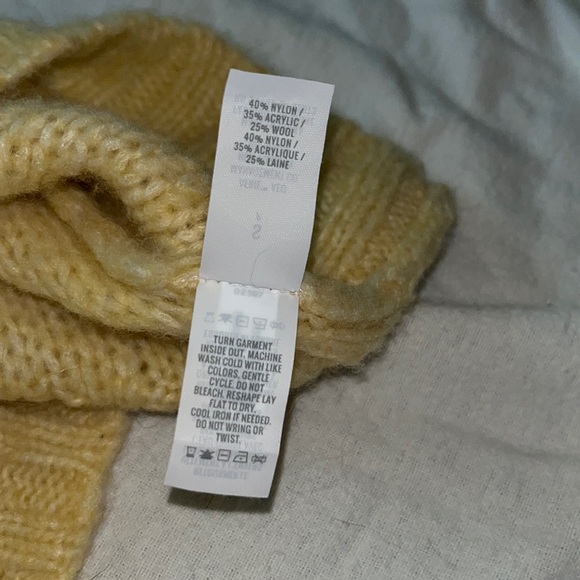 40% NYLON /
35% ACRYLIC /
25% WOOL
40% NYLON /
35% ACRYLIQUE /
25% LAINE
TURN GARMENT
INSIDE OUT. MACHINE
WASH COLD WITH LIKE
COLORS. GENTLE
CYCLE. DO NOT
BLEACH. RESHAPE LAY
FLAT TO DRY.
COOL IRON IF NEEDED.
DO NOT WRING OR
TWIST.